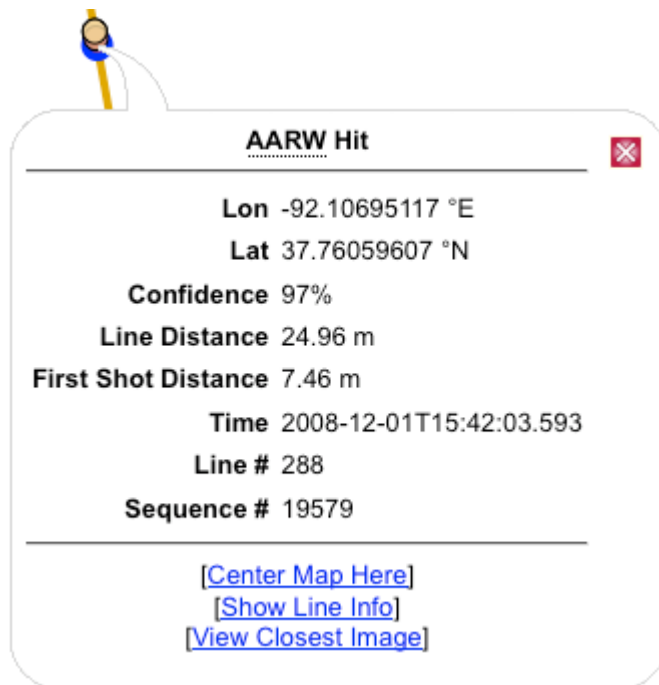 AARW Hit
Lon -92.10695117 °E
Lat 37.76059607 °N
Confidence 97%
Line Distance 24.96 m
First Shot Distance 7.46 m
Time 2008-12-01T15:42:03.593
Line # 288
Sequence # 19579
[Center Map Here]
[Show Line Info]
[View Closest Image]